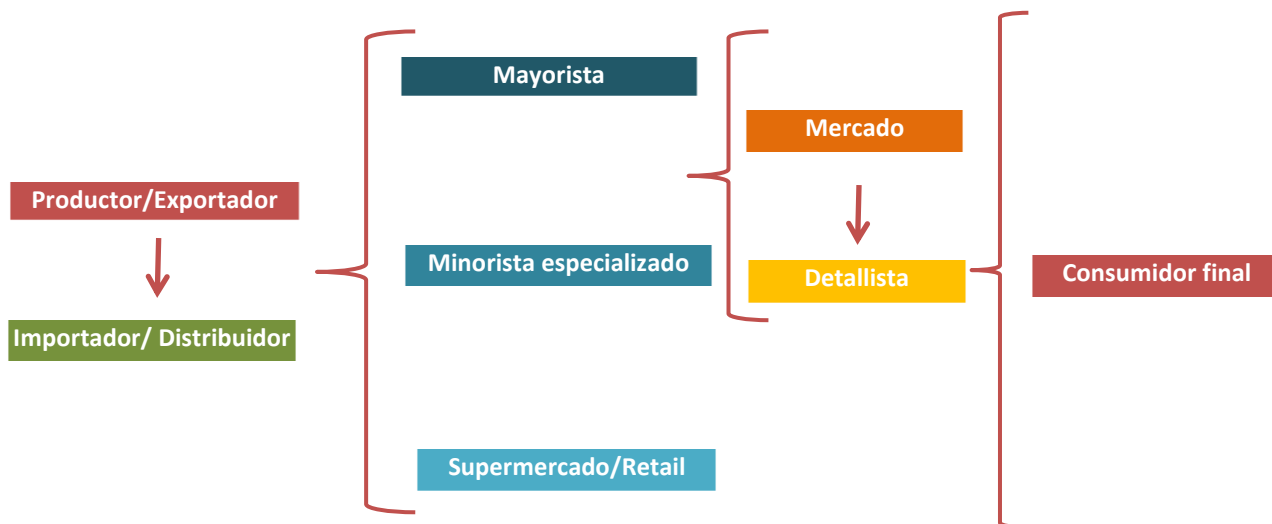 Productor/Exportador
Importador/ Distribuidor
Mayorista
Minorista especializado
Supermercado/Retail
Mercado
Detallista
Consumidor final